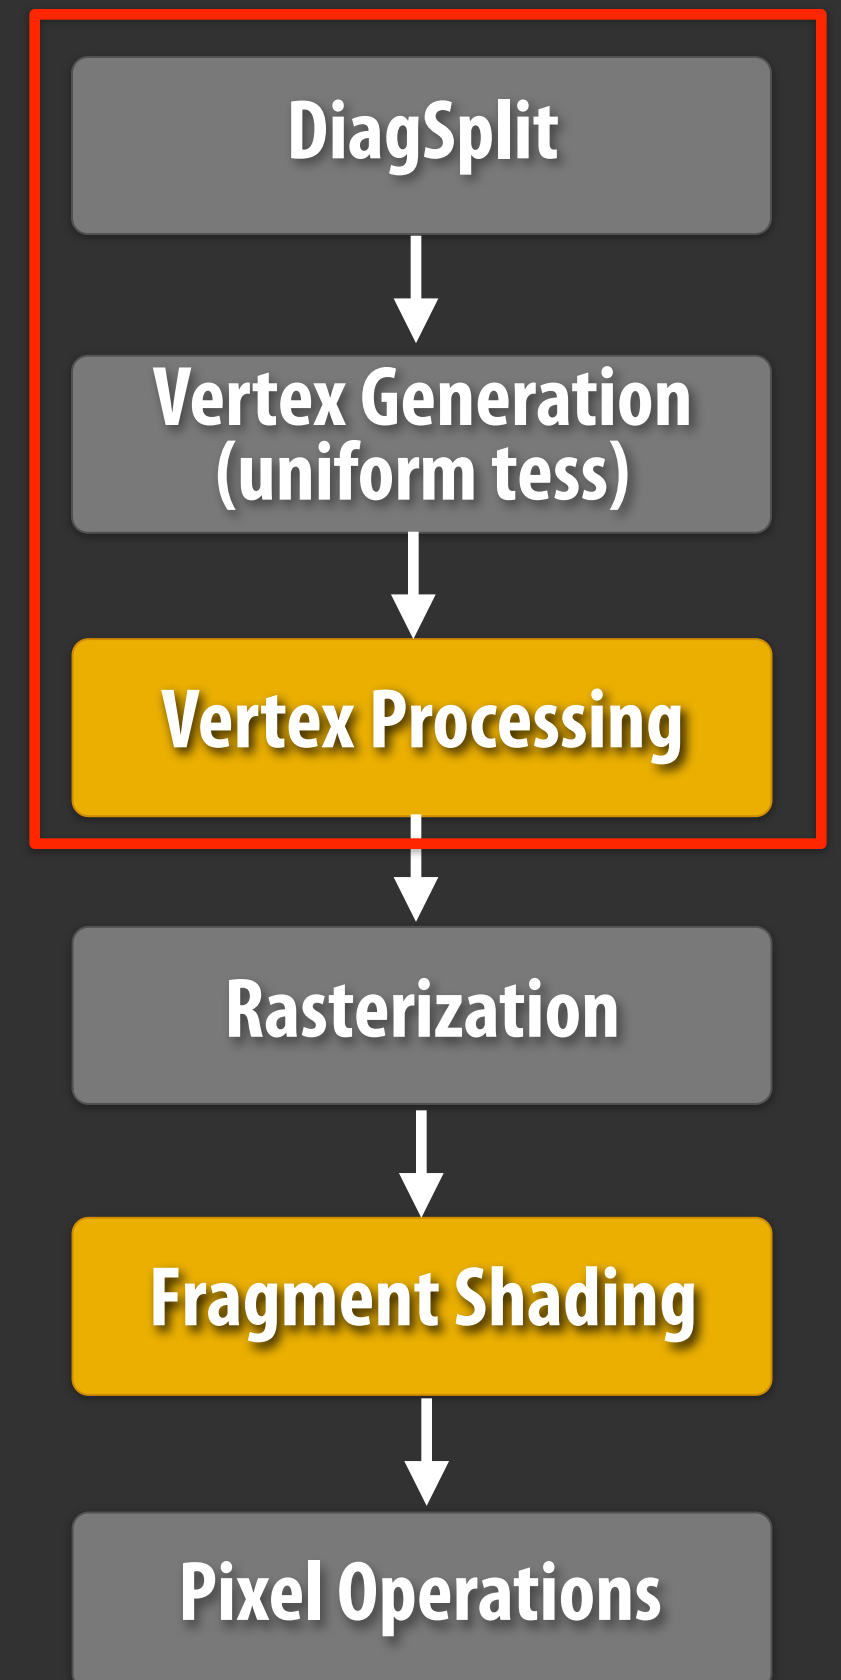 DiagSplit
Vertex Generation
(uniform tess)
Vertex Processing
Rasterization
Fragment Shading
Pixel Operations